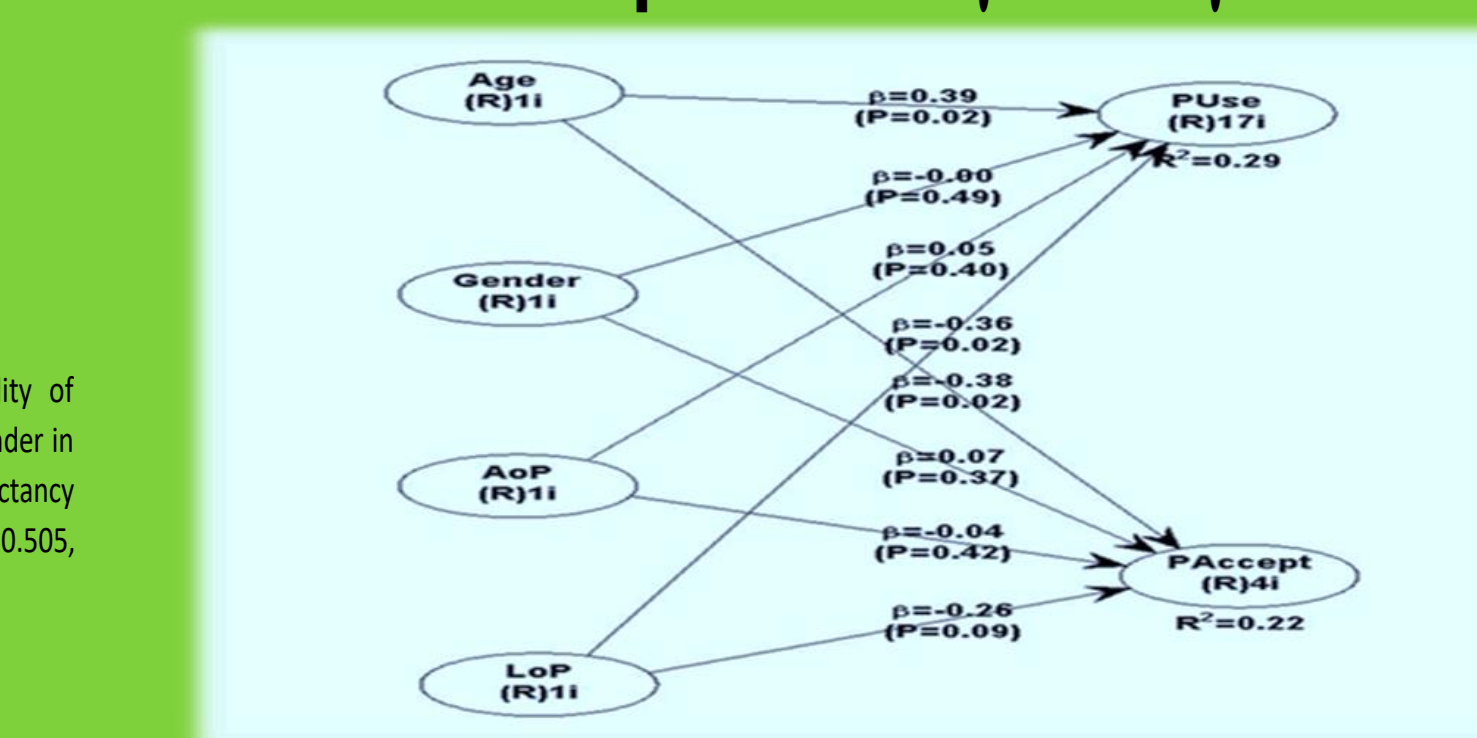 lity of
nder in
ctancy
0.505,
Age
(R)1i
Gender
(R)1i
AoP
(R)1i
LoP
(R)1i
β=0.39
(P=0.02)
β=-0.00
(P=0.49)
β=0.05
(P=0.40)
β=-0.36
(P=0.02)
β=-0.38
(P=0.02)
β=0.07
(P=0.37)
β=-0.04
(P=0.42)
β=-0.26
(P=0.09)
PUse
(R)17i
R²=0.29
PAccept
(R)4i
R²=0.22